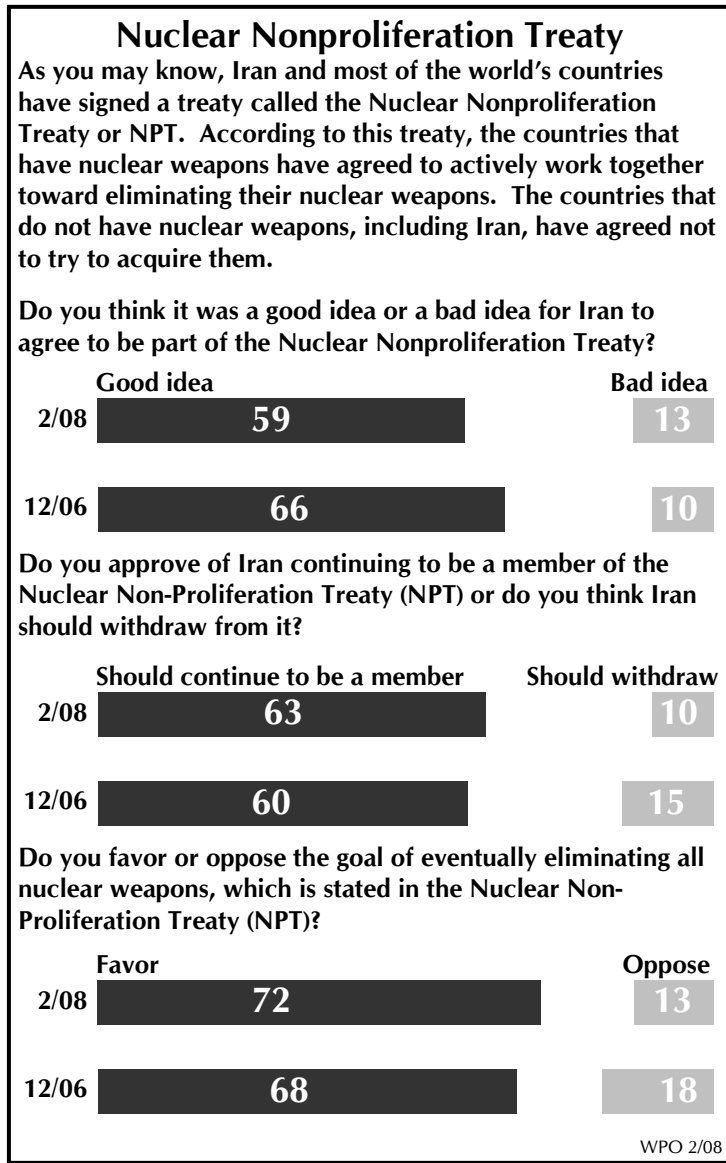 Nuclear Nonproliferation Treaty
As you may know, Iran and most of the world's countries
have signed a treaty called the Nuclear Nonproliferation
Treaty or NPT.  According to this treaty, the countries that
have nuclear weapons have agreed to actively work together
toward eliminating their nuclear weapons.  The countries that
do not have nuclear weapons, including Iran, have agreed not
to try to acquire them.
Do you think it was a good idea or a bad idea for Iran to
agree to be part of the Nuclear Nonproliferation Treaty?
Good idea Bad idea
2/08 59 13
12/06 66 10
Do you approve of Iran continuing to be a member of the
Nuclear Non-Proliferation Treaty (NPT) or do you think Iran
should withdraw from it?
Should continue to be a member Should withdraw
2/08 63 10
12/06 60 15
Do you favor or oppose the goal of eventually eliminating all
nuclear weapons, which is stated in the Nuclear Non-
Proliferation Treaty (NPT)?
Favor Oppose
2/08 72 13
12/06 68 18
WPO 2/08